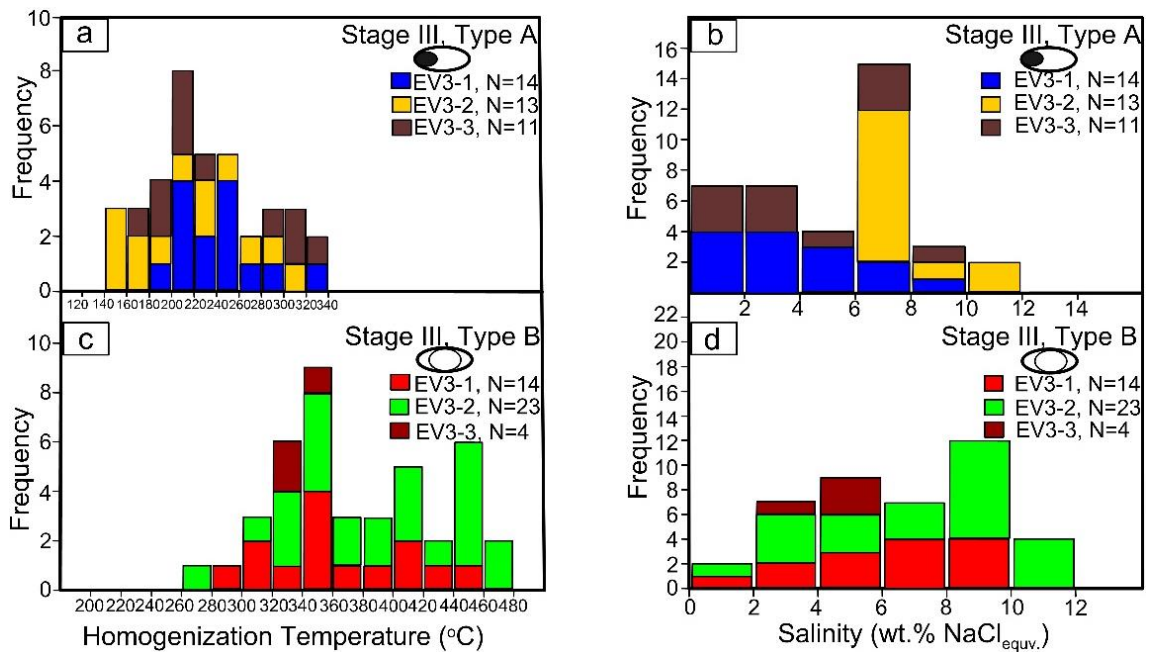 a
Stage III, Type A
EV3-1, N=14
EV3-2, N=13
EV3-3, N=11
Frequency
10
8
6
4
2
0
120 140 160 180 200 220 240 260 280 300 320 340
b
Stage III, Type A
EV3-1, N=14
EV3-2, N=13
EV3-3, N=11
Frequency
16
14
12
10
8
6
4
2
2 4 6 8 10 12 14
c
Stage III, Type B
EV3-1, N=14
EV3-2, N=23
EV3-3, N=4
Frequency
10
8
6
4
2
0
200 220 240 260 280 300 320 340 360 380 400 420 440 460 480
Homogenization Temperature (°C)
d
Stage III, Type B
EV3-1, N=14
EV3-2, N=23
EV3-3, N=4
Frequency
22
20
18
16
14
12
10
8
6
4
2
0
0 2 4 6 8 10 12
Salinity (wt.% NaClequv.)